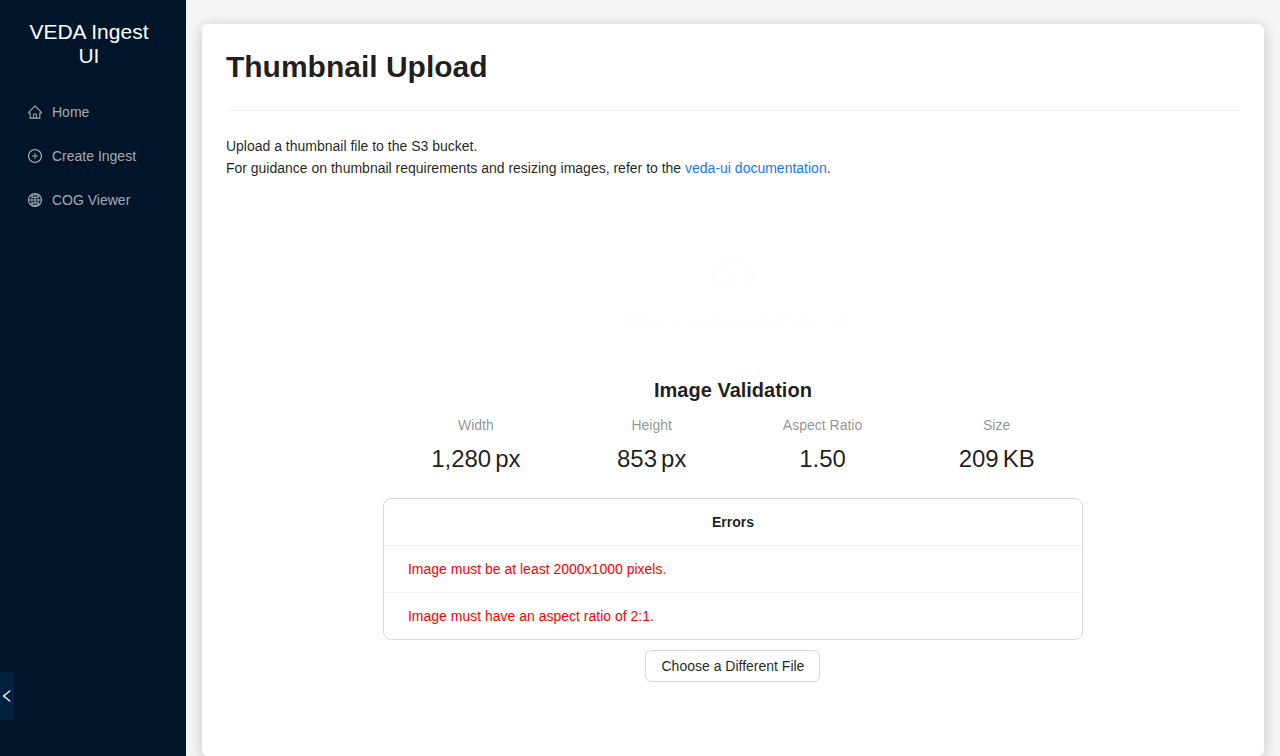 VEDA Ingest
UI
Home
Create Ingest
COG Viewer
Thumbnail Upload
Upload a thumbnail file to the S3 bucket.
For guidance on thumbnail requirements and resizing images, refer to the veda-ui documentation.
Image Validation
Width Height Aspect Ratio Size
1,280 px 853 px 1.50 209 KB
Errors
Image must be at least 2000x1000 pixels.
Image must have an aspect ratio of 2:1.
Choose a Different File